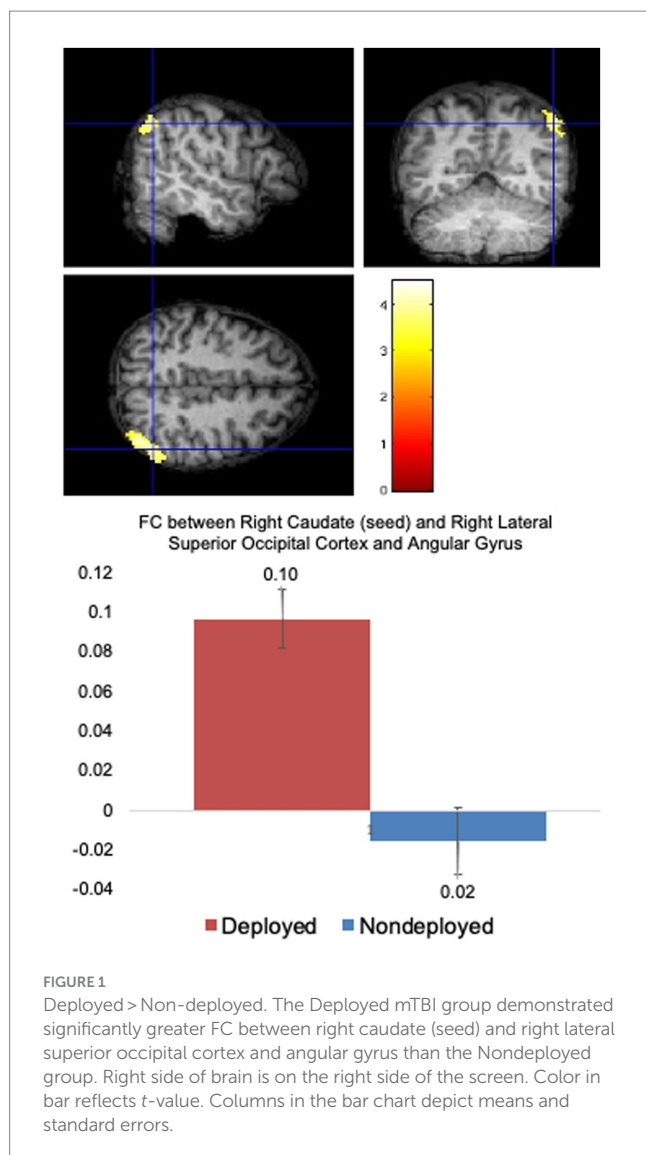 4
3
2
1
0
FC between Right Caudate (seed) and Right Lateral
Superior Occipital Cortex and Angular Gyrus
0.12
0.10
0.1
0.08
0.06
0.04
0.02
0
1
-0.02
-0.04
0.02
Deployed Nondeployed
FIGURE 1
Deployed > Non-deployed. The Deployed mTBI group demonstrated
significantly greater FC between right caudate (seed) and right lateral
superior occipital cortex and angular gyrus than the Nondeployed
group. Right side of brain is on the right side of the screen. Color in
bar reflects t-value. Columns in the bar chart depict means and
standard errors.